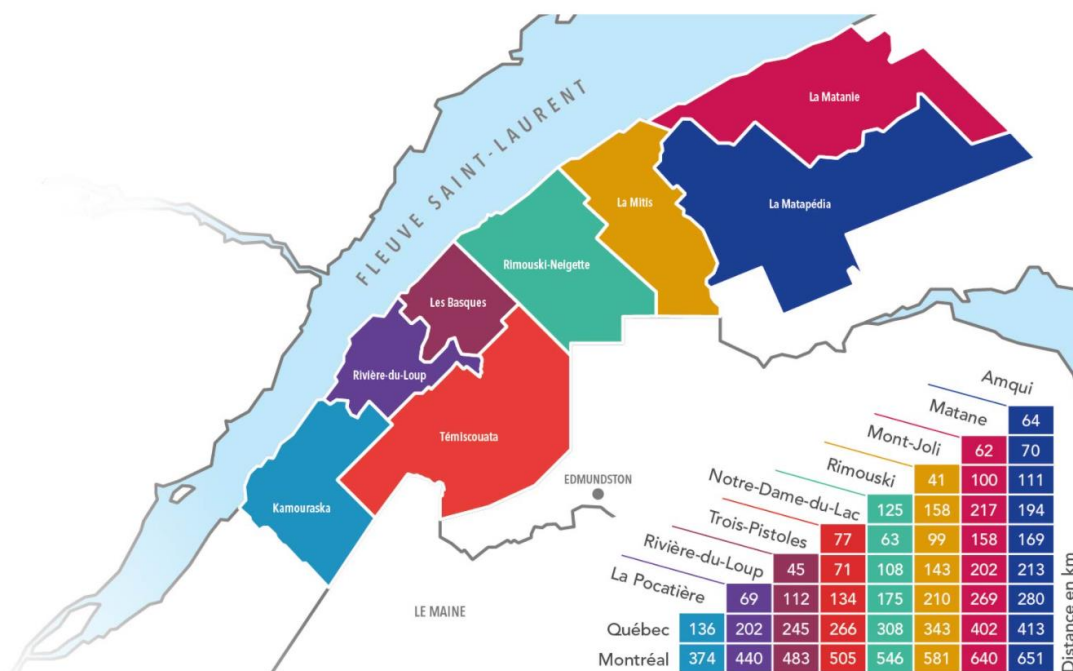 FLEUVE SAINT-LAURENT
La Matanie
La Matapédia
La Mitis
Rimouski-Neigette
Les Basques
Rivière-du-Loup
Témiscouata
Kamouraska
EDMUNDSTON
LE MAINE
Amqui
Matane 64
Mont-Joli 62 70
Rimouski 41 100 111
Notre-Dame-du-Lac 125 158 217 194
Trois-Pistoles 77 63 99 158 169
Rivière-du-Loup 45 71 108 143 202 213
La Pocatière 69 112 134 175 210 269 280
Québec 136 202 245 266 308 343 402 413
Montréal 374 440 483 505 546 581 640 651
Distance en km